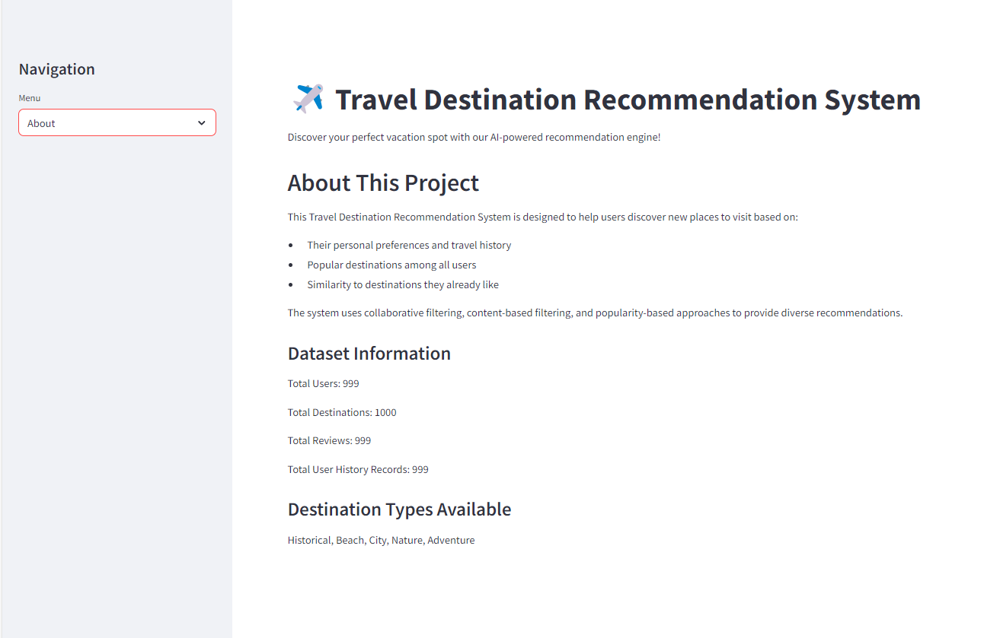 Navigation
Menu
About
Travel Destination Recommendation System
Discover your perfect vacation spot with our AI-powered recommendation engine!
About This Project
This Travel Destination Recommendation System is designed to help users discover new places to visit based on:
Their personal preferences and travel history
Popular destinations among all users
Similarity to destinations they already like
The system uses collaborative filtering, content-based filtering, and popularity-based approaches to provide diverse recommendations.
Dataset Information
Total Users: 999
Total Destinations: 1000
Total Reviews: 999
Total User History Records: 999
Destination Types Available
Historical, Beach, City, Nature, Adventure